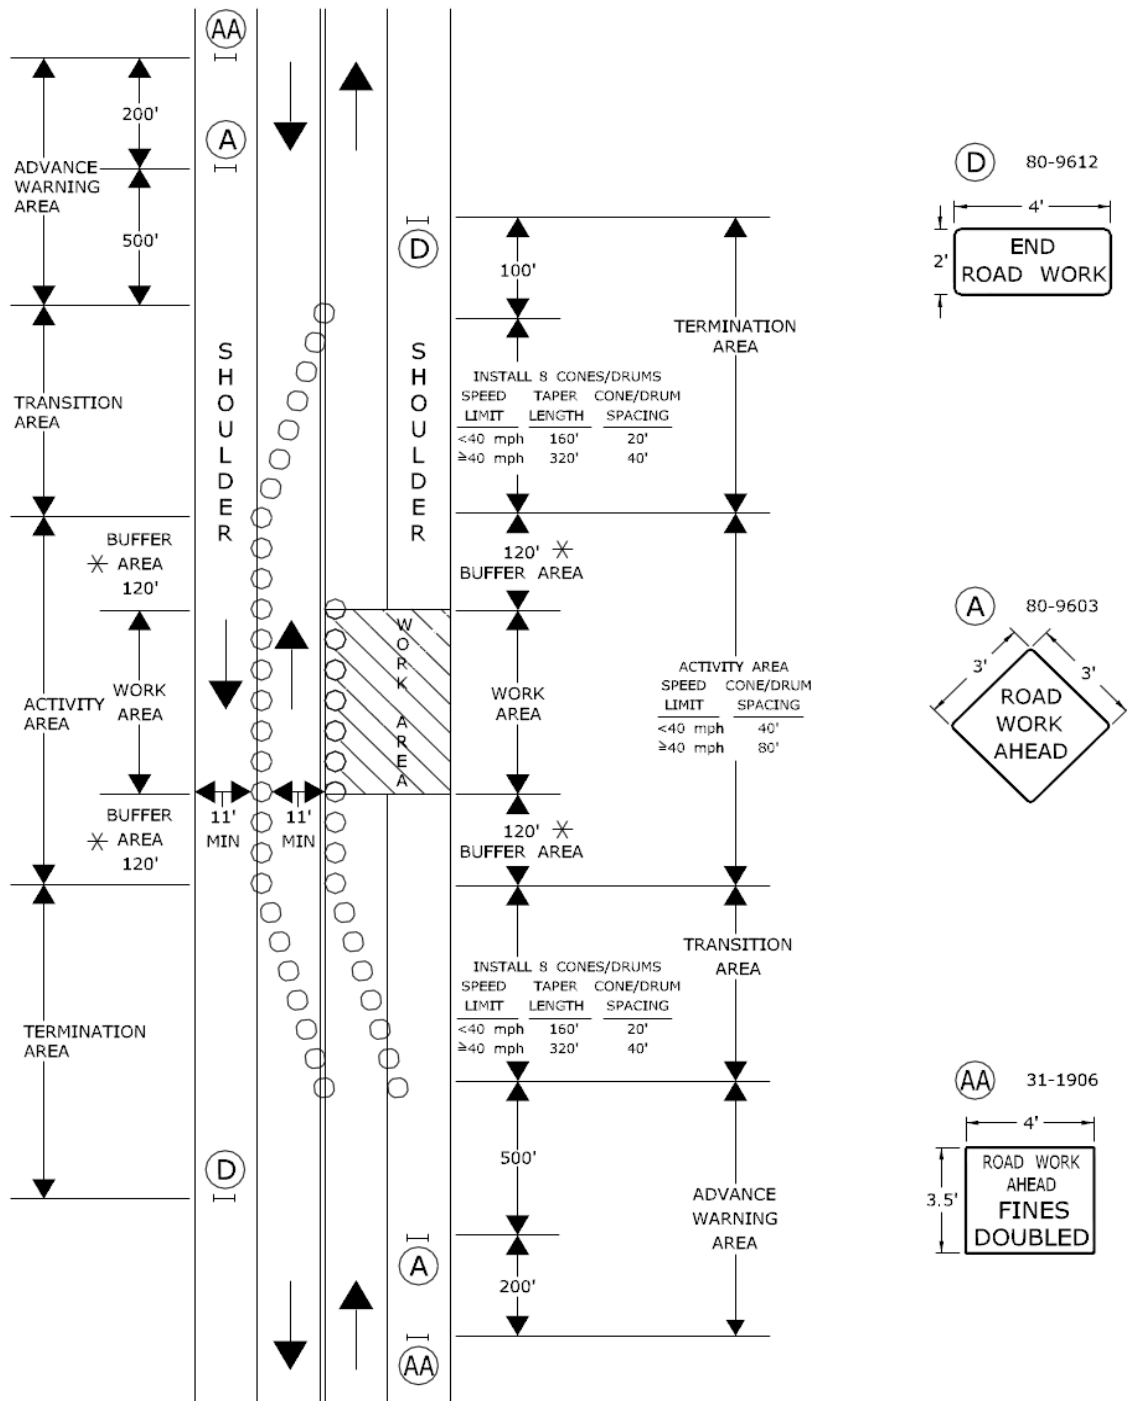 AA
200'
A
ADVANCE
WARNING
AREA
500'
TRANSITION
AREA
SHOULDER
BUFFER
* AREA
120'
WORK
AREA
ACTIVITY
AREA
BUFFER
* AREA
120'
11'
MIN
11'
MIN
TERMINATION
AREA
D
D
SHOULDER
100'
TERMINATION
AREA
INSTALL 8 CONES/DRUMS
SPEED TAPER CONE/DRUM
LIMIT LENGTH SPACING
<40 mph 160' 20'
≥40 mph 320' 40'
120' *
BUFFER AREA
WORK AREA
WORK
AREA
ACTIVITY AREA
SPEED CONE/DRUM
LIMIT SPACING
<40 mph 40'
≥40 mph 80'
120' *
BUFFER AREA
TRANSITION
AREA
INSTALL 8 CONES/DRUMS
SPEED TAPER CONE/DRUM
LIMIT LENGTH SPACING
<40 mph 160' 20'
≥40 mph 320' 40'
500'
ADVANCE
WARNING
AREA
A
200'
AA
D 80-9612
4'
2'
END
ROAD WORK
A 80-9603
3' 3'
ROAD
WORK
AHEAD
AA 31-1906
4'
3.5'
ROAD WORK
AHEAD
FINES
DOUBLED